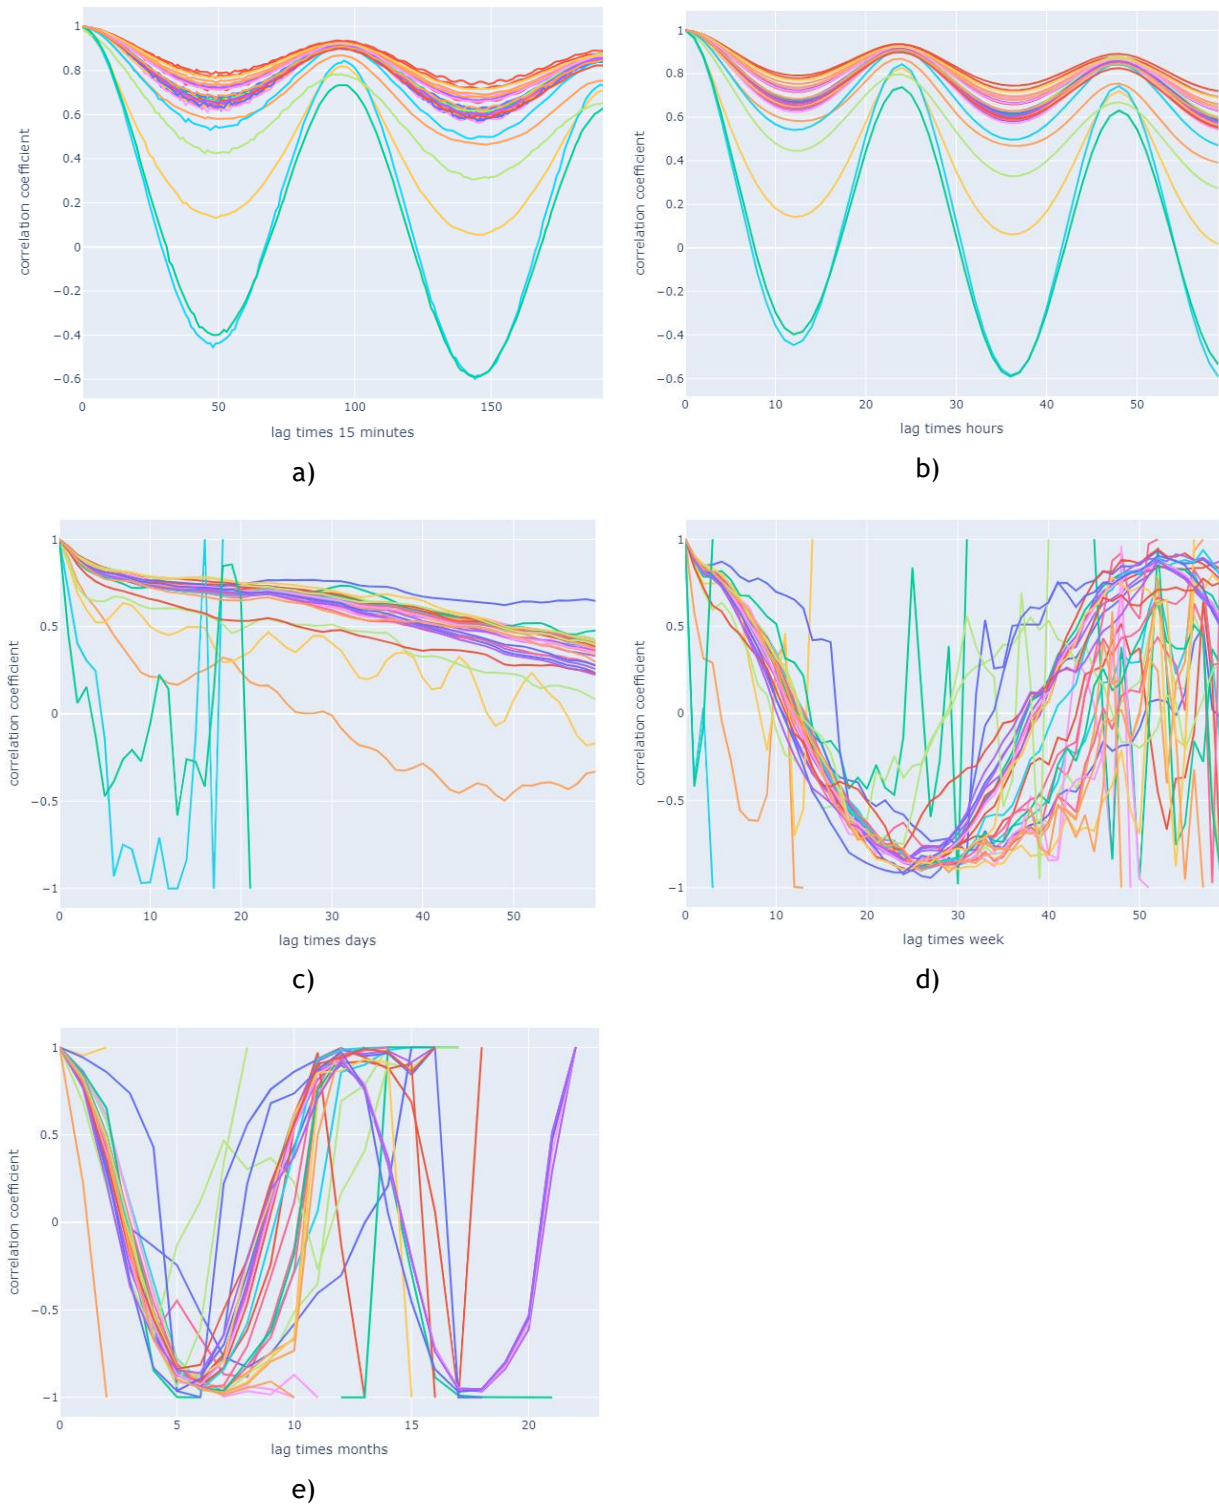 1
0.8
0.6
0.4
0.2
0
−0.2
−0.4
−0.6
correlation coefficient
0 50 100 150
lag times 15 minutes
a)
1
0.8
0.6
0.4
0.2
0
−0.2
−0.4
−0.6
correlation coefficient
0 10 20 30 40 50
lag times hours
b)
1
0.5
0
−0.5
−1
correlation coefficient
0 10 20 30 40 50
lag times days
c)
1
0.5
0
−0.5
−1
correlation coefficient
0 10 20 30 40 50
lag times week
d)
1
0.5
0
−0.5
−1
correlation coefficient
0 5 10 15 20
lag times months
e)